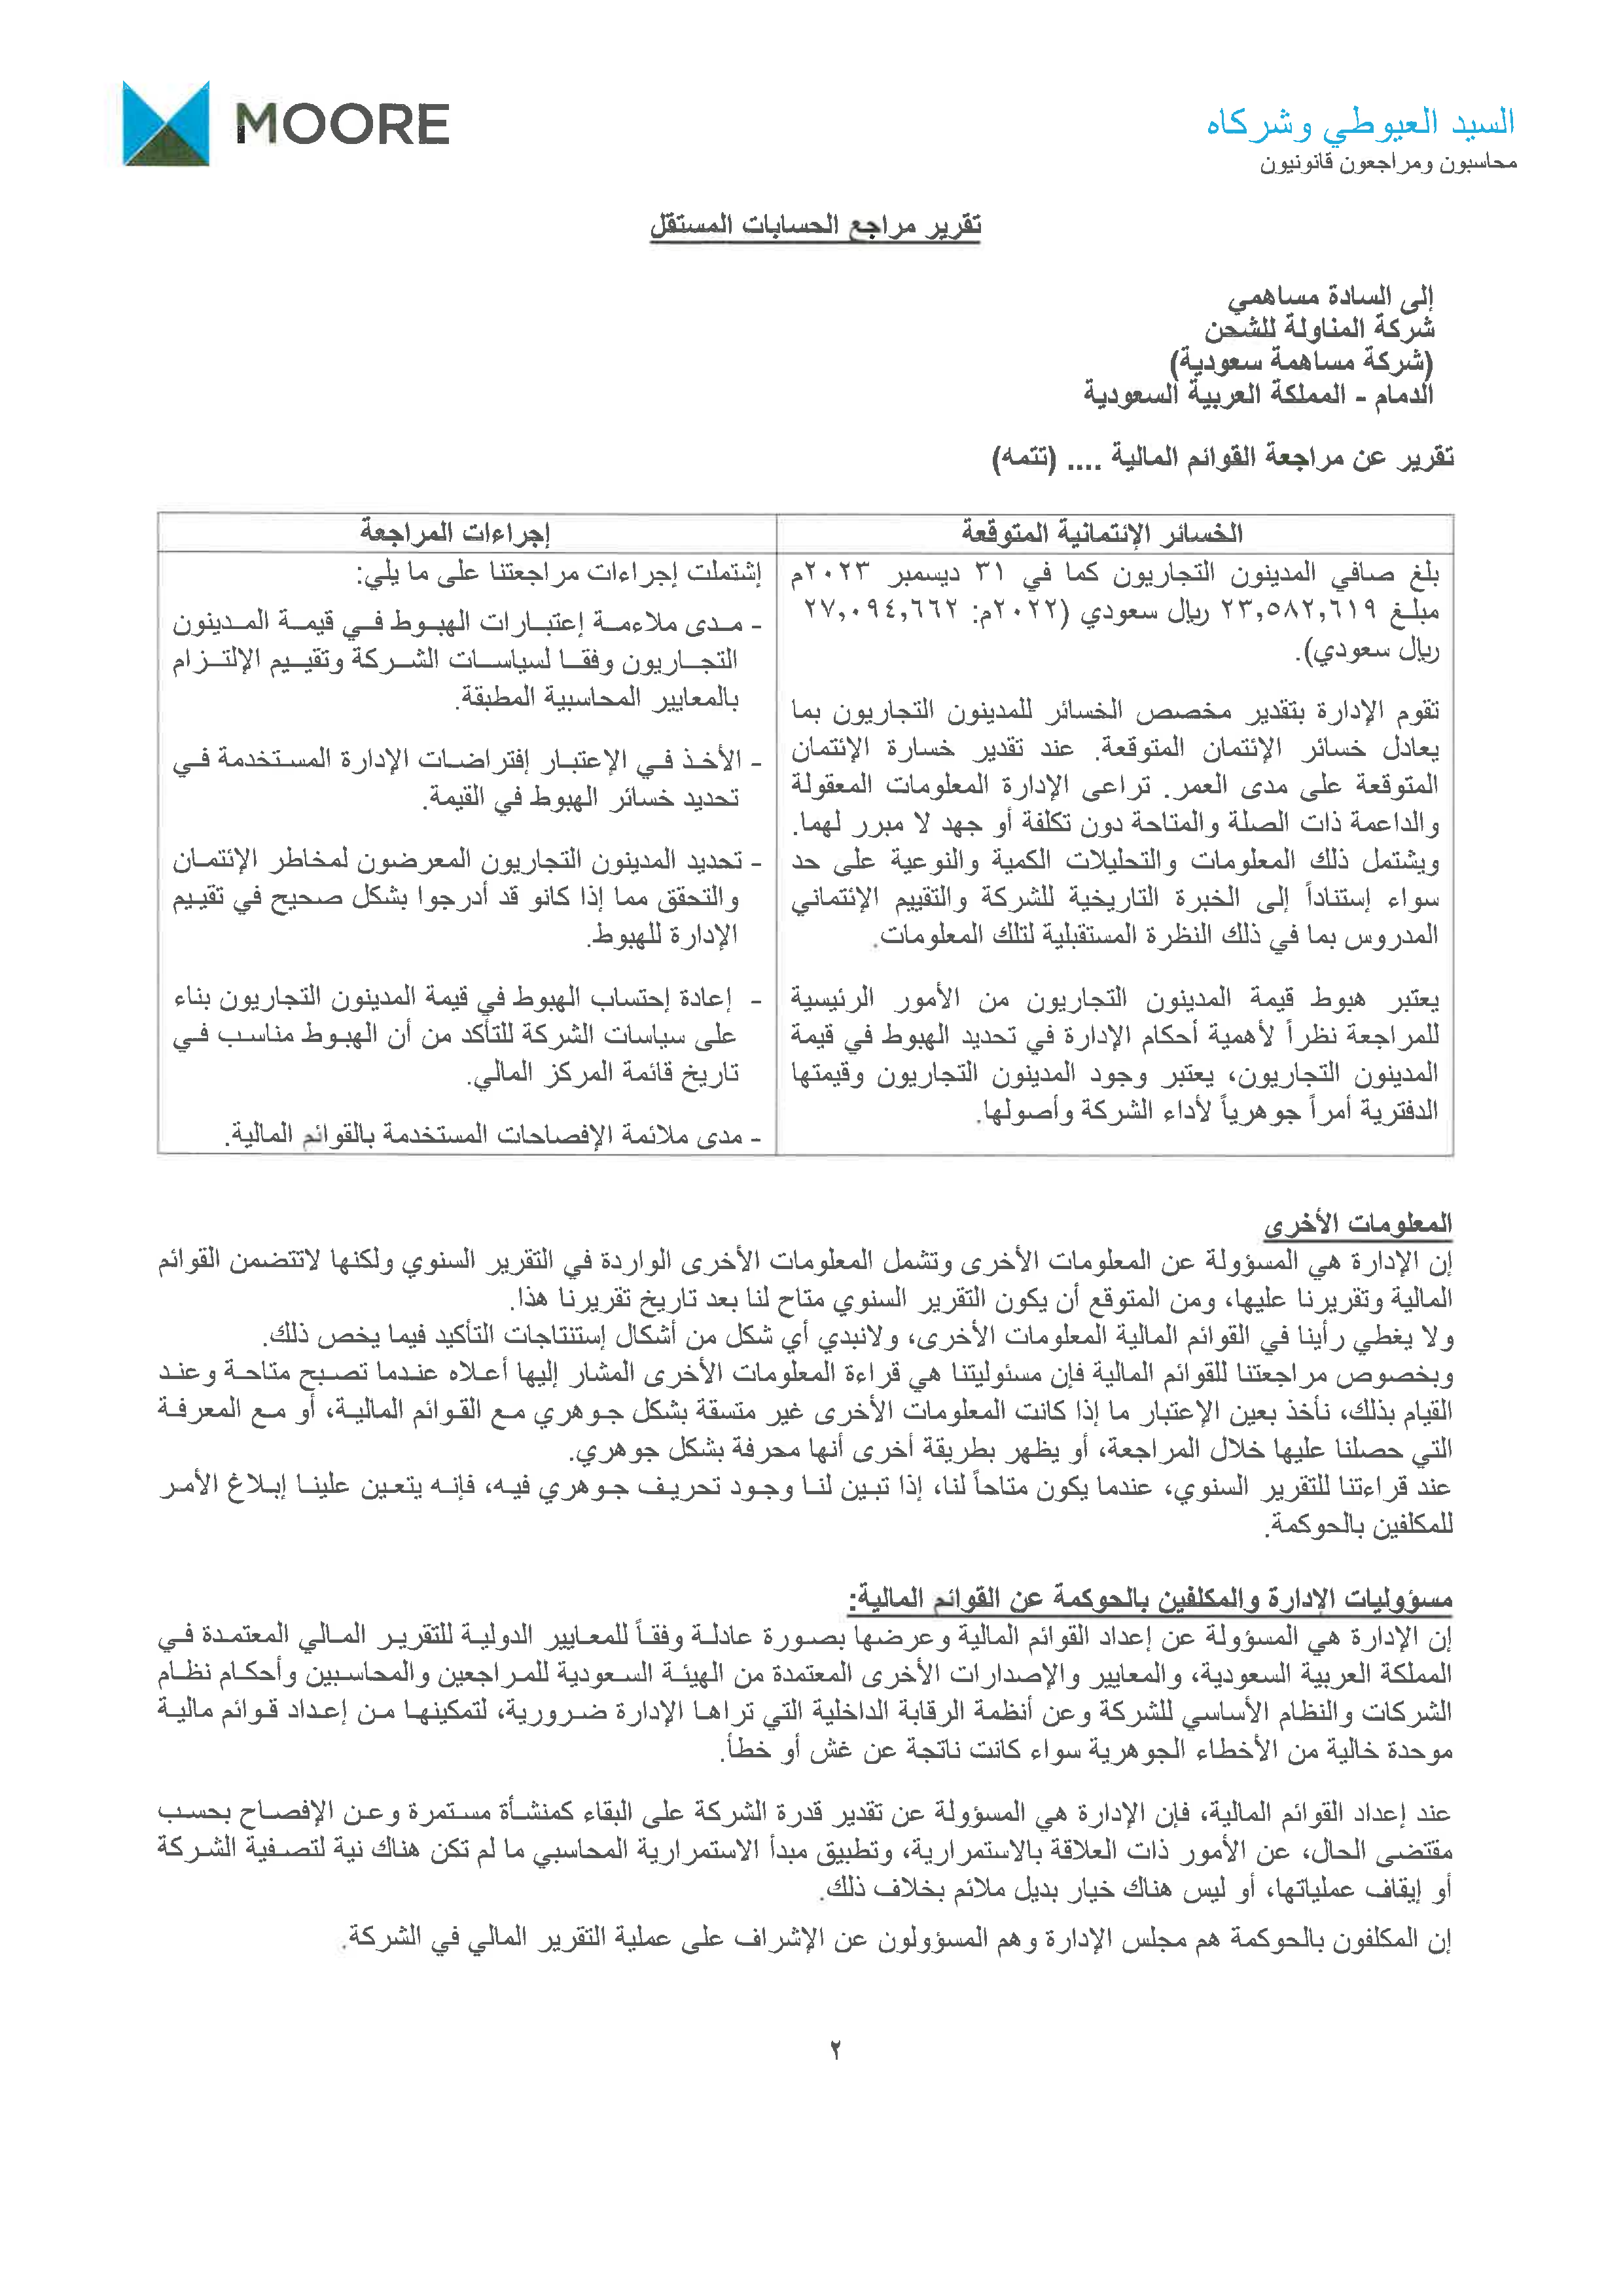 MOORE
السيد العيوطي وشركاه
محاسبون ومراجعون قانونيون
تقرير مراجع الحسابات المستقل
إلى السادة مساهمي
شركة المناولة للشحن
(شركة مساهمة سعودية)
الدمام - المملكة العربية السعودية
تقرير عن مراجعة القوائم المالية .... (تتمه)
الخسائر الإئتمانية المتوقعة
بلغ صافي المدينون التجاريون كما في ٣١ ديسمبر ٢٠٢٣م
مبلغ ٢٣,٥٨٢,٦١٩ ريال سعودي (٢٠٢٢م: ٢٧,٠٩٤,٦٦٢
ريال سعودي).
تقوم الإدارة بتقدير مخصص الخسائر للمدينون التجاريون بما
يعادل خسائر الإئتمان المتوقعة. عند تقدير خسارة الإئتمان
المتوقعة على مدى العمر. تراعى الإدارة المعلومات المعقولة
والداعمة ذات الصلة والمتاحة دون تكلفة أو جهد لا مبرر لهما.
ويشتمل ذلك المعلومات والتحليلات الكمية والنوعية على حد
سواء إستناداً إلى الخبرة التاريخية للشركة والتقييم الإئتماني
المدروس بما في ذلك النظرة المستقبلية لتلك المعلومات.
يعتبر هبوط قيمة المدينون التجاريون من الأمور الرئيسية
للمراجعة نظراً لأهمية أحكام الإدارة في تحديد الهبوط في قيمة
المدينون التجاريون، يعتبر وجود المدينون التجاريون وقيمتها
الدفترية أمراً جوهرياً لأداء الشركة وأصولها.
إجراءات المراجعة
إشتملت إجراءات مراجعتنا على ما يلي:
- مدى ملاءمة إعتبارات الهبوط في قيمة المدينون
التجاريون وفقا لسياسات الشركة وتقييم الإلتزام
بالمعايير المحاسبية المطبقة.
- الأخذ في الإعتبار إفتراضات الإدارة المستخدمة في
تحديد خسائر الهبوط في القيمة.
- تحديد المدينون التجاريون المعرضون لمخاطر الإئتمان
والتحقق مما إذا كانو قد أدرجوا بشكل صحيح في تقييم
الإدارة للهبوط.
- إعادة إحتساب الهبوط في قيمة المدينون التجاريون بناء
على سياسات الشركة للتأكد من أن الهبوط مناسب في
تاريخ قائمة المركز المالي.
- مدى ملائمة الإفصاحات المستخدمة بالقوائم المالية.
المعلومات الأخرى
إن الإدارة هي المسؤولة عن المعلومات الأخرى وتشمل المعلومات الأخرى الواردة في التقرير السنوي ولكنها لاتتضمن القوائم
المالية وتقريرنا عليها، ومن المتوقع أن يكون التقرير السنوي متاح لنا بعد تاريخ تقريرنا هذا.
ولا يغطي رأينا في القوائم المالية المعلومات الأخرى، ولانبدي أي شكل من أشكال إستنتاجات التأكيد فيما يخص ذلك.
وبخصوص مراجعتنا للقوائم المالية فإن مسئوليتنا هي قراءة المعلومات الأخرى المشار إليها أعلاه عندما تصبح متاحة وعند
القيام بذلك، نأخذ بعين الإعتبار ما إذا كانت المعلومات الأخرى غير متسقة بشكل جوهري مع القوائم المالية، أو مع المعرفة
التي حصلنا عليها خلال المراجعة، أو يظهر بطريقة أخرى أنها محرفة بشكل جوهري.
عند قراءتنا للتقرير السنوي، عندما يكون متاحاً لنا، إذا تبين لنا وجود تحريف جوهري فيه، فإنه يتعين علينا إبلاغ الأمر
للمكلفين بالحوكمة.
مسؤوليات الإدارة والمكلفين بالحوكمة عن القوائم المالية:
إن الإدارة هي المسؤولة عن إعداد القوائم المالية وعرضها بصورة عادلة وفقاً للمعايير الدولية للتقرير المالي المعتمدة في
المملكة العربية السعودية، والمعايير والإصدارات الأخرى المعتمدة من الهيئة السعودية للمراجعين والمحاسبين وأحكام نظام
الشركات والنظام الأساسي للشركة وعن أنظمة الرقابة الداخلية التي تراها الإدارة ضرورية، لتمكينها من إعداد قوائم مالية
موحدة خالية من الأخطاء الجوهرية سواء كانت ناتجة عن غش أو خطأ.
عند إعداد القوائم المالية، فإن الإدارة هي المسؤولة عن تقدير قدرة الشركة على البقاء كمنشأة مستمرة وعن الإفصاح بحسب
مقتضى الحال، عن الأمور ذات العلاقة بالاستمرارية، وتطبيق مبدأ الاستمرارية المحاسبي ما لم تكن هناك نية لتصفية الشركة
أو إيقاف عملياتها، أو ليس هناك خيار بديل ملائم بخلاف ذلك.
إن المكلفون بالحوكمة هم مجلس الإدارة وهم المسؤولون عن الإشراف على عملية التقرير المالي في الشركة.
٢